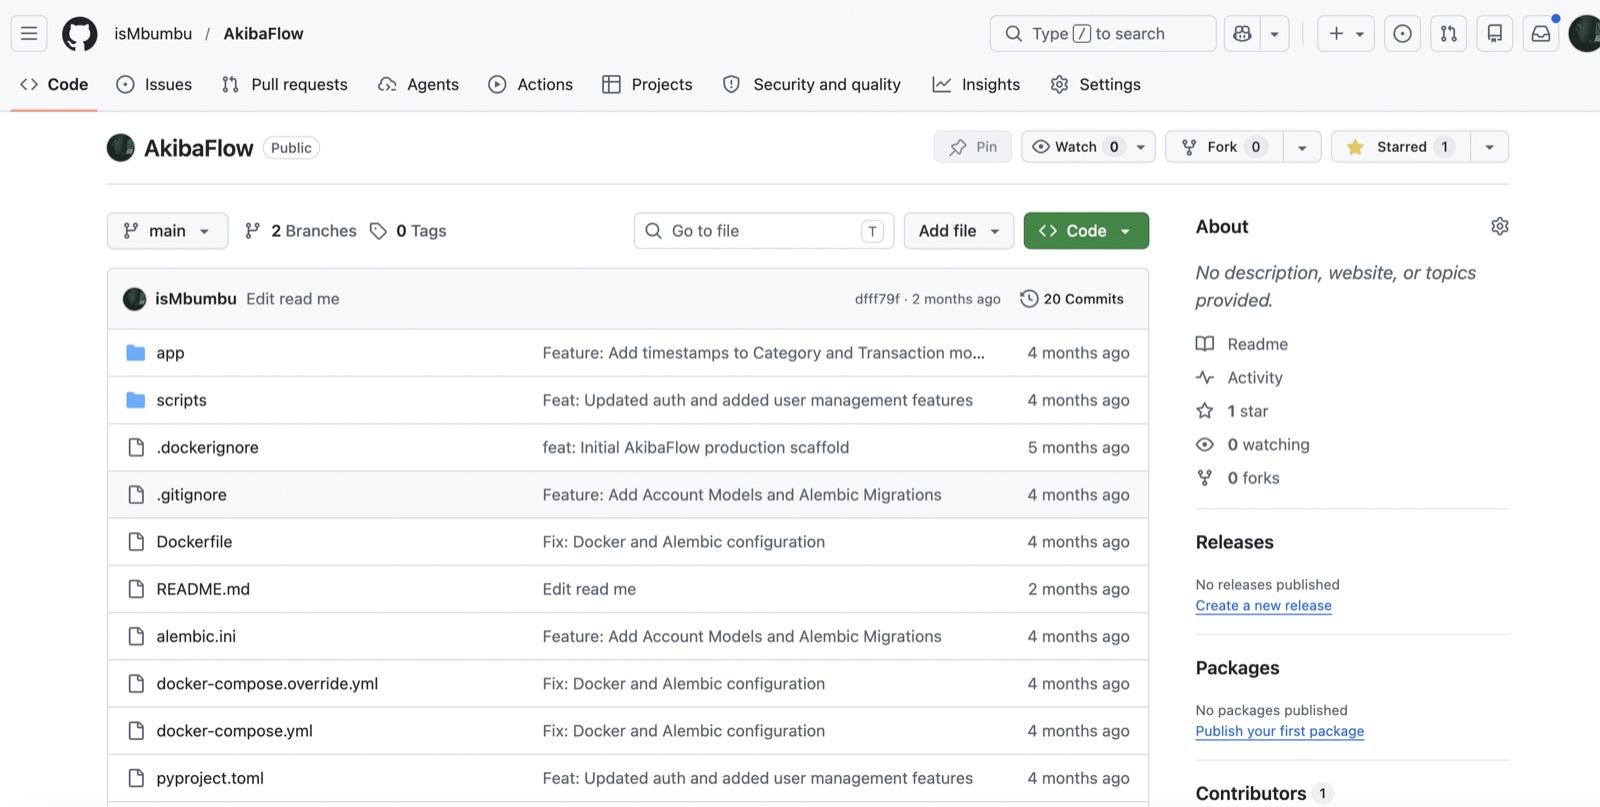 isMbumbu / AkibaFlow
Type / to search
Code Issues Pull requests Agents Actions Projects Security and quality Insights Settings
AkibaFlow Public
Pin Watch 0 Fork 0 Starred 1
main 2 Branches 0 Tags
Go to file T Add file Code
isMbumbu Edit read me dfff79f · 2 months ago 20 Commits
app Feature: Add timestamps to Category and Transaction mo... 4 months ago
scripts Feat: Updated auth and added user management features 4 months ago
.dockerignore feat: Initial AkibaFlow production scaffold 5 months ago
.gitignore Feature: Add Account Models and Alembic Migrations 4 months ago
Dockerfile Fix: Docker and Alembic configuration 4 months ago
README.md Edit read me 2 months ago
alembic.ini Feature: Add Account Models and Alembic Migrations 4 months ago
docker-compose.override.yml Fix: Docker and Alembic configuration 4 months ago
docker-compose.yml Fix: Docker and Alembic configuration 4 months ago
pyproject.toml Feat: Updated auth and added user management features 4 months ago
About
No description, website, or topics
provided.
Readme
Activity
1 star
0 watching
0 forks
Releases
No releases published
Create a new release
Packages
No packages published
Publish your first package
Contributors 1